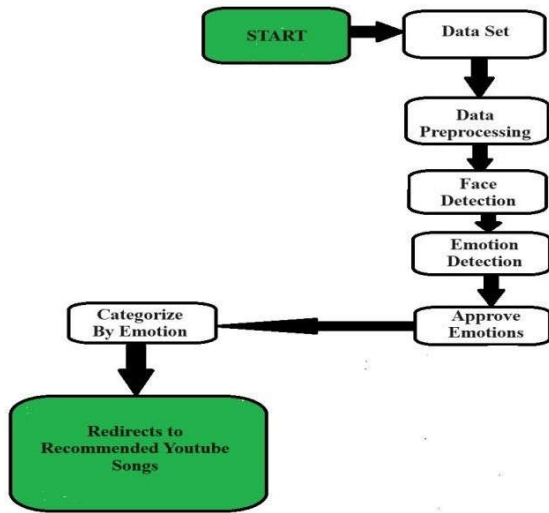 START
Data Set
Data
Preprocessing
Face
Detection
Emotion
Detection
Approve
Emotions
Categorize
By Emotion
Redirects to
Recommended Youtube
Songs